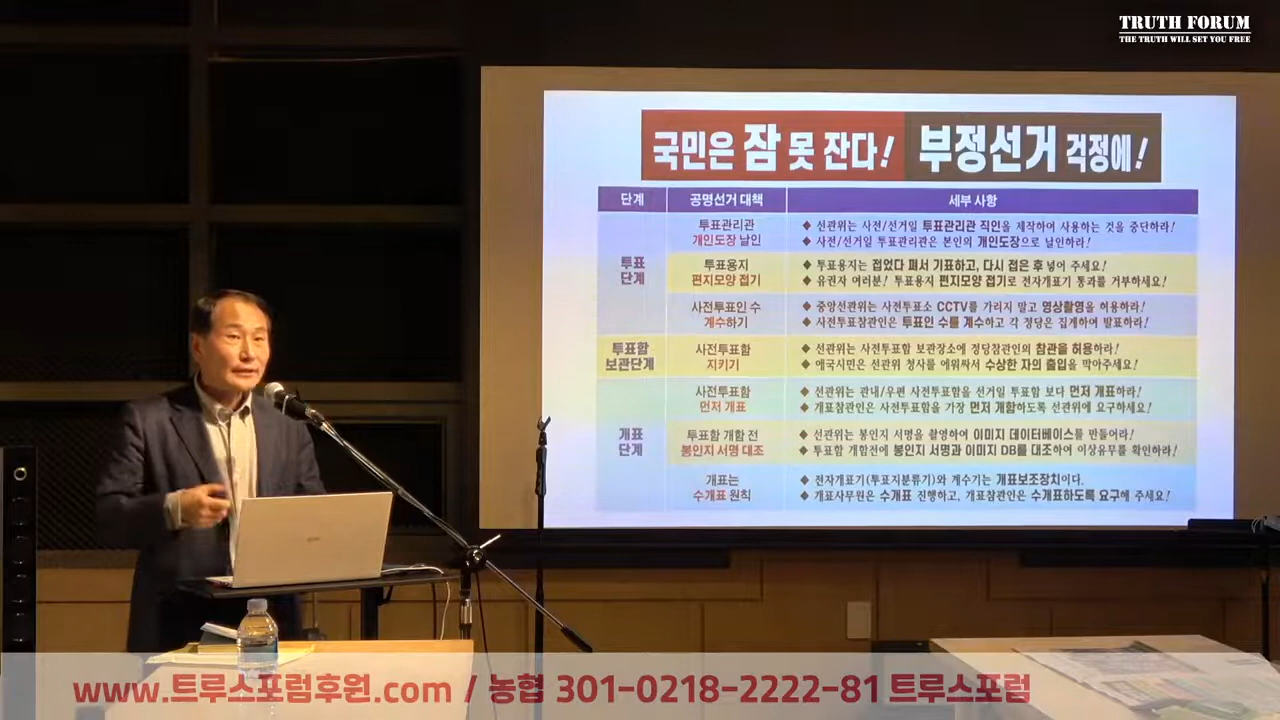 TRUTH FORUM
THE TRUTH WILL SET YOU FREE
국민은 잠 못 잔다! 부정선거 걱정에!
단계 공명선거 대책 세부 사항
투표
단계
투표관리관
개인도장 날인
◆ 선관위는 사전/선거일 투표관리관 직인을 제작하여 사용하는 것을 중단하라!
◆ 사전/선거일 투표관리관은 본인의 개인도장으로 날인하라!
투표용지
편지모양 접기
◆ 투표용지는 접었다 펴서 기표하고, 다시 접은 후 넣어 주세요!
◆ 유권자 여러분! 투표용지 편지모양 접기로 전자개표기 통과를 거부하세요!
사전투표인 수
계수하기
◆ 중앙선관위는 사전투표소 CCTV를 가리지 말고 영상촬영을 허용하라!
◆ 사전투표참관인은 투표인 수를 계수하고 각 정당은 집계하여 발표하라!
투표함
보관단계
사전투표함
지키기
◆ 선관위는 사전투표함 보관장소에 정당참관인의 참관을 허용하라!
◆ 애국시민은 선관위 청사를 에워싸서 수상한 자의 출입을 막아주세요!
개표
단계
사전투표함
먼저 개표
◆ 선관위는 관내/우편 사전투표함을 선거일 투표함 보다 먼저 개표하라!
◆ 개표참관인은 사전투표함을 가장 먼저 개함하도록 선관위에 요구하세요!
투표함 개함 전
봉인지 서명 대조
◆ 선관위는 봉인지 서명을 촬영하여 이미지 데이터베이스를 만들어라!
◆ 투표함 개함전에 봉인지 서명과 이미지 DB를 대조하여 이상유무를 확인하라!
개표는
수개표 원칙
◆ 전자개표기(투표지분류기)와 계수기는 개표보조장치이다.
◆ 개표사무원은 수개표 진행하고, 개표참관인은 수개표하도록 요구해 주세요!
www.트루스포럼후원.com / 농협 301-0218-2222-81 트루스포럼